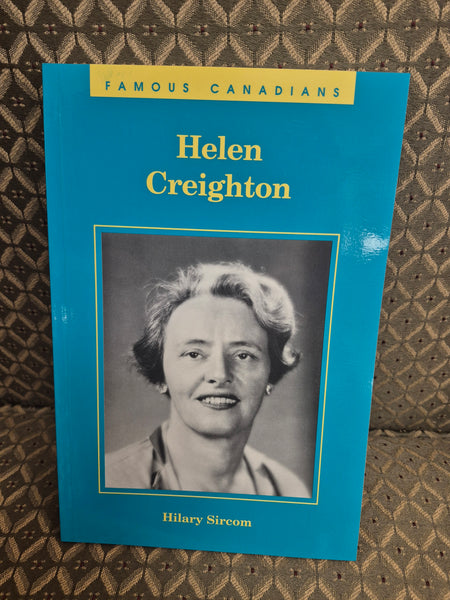 FAMOUS CANADIANS
Helen
Creighton
Hilary Sircom